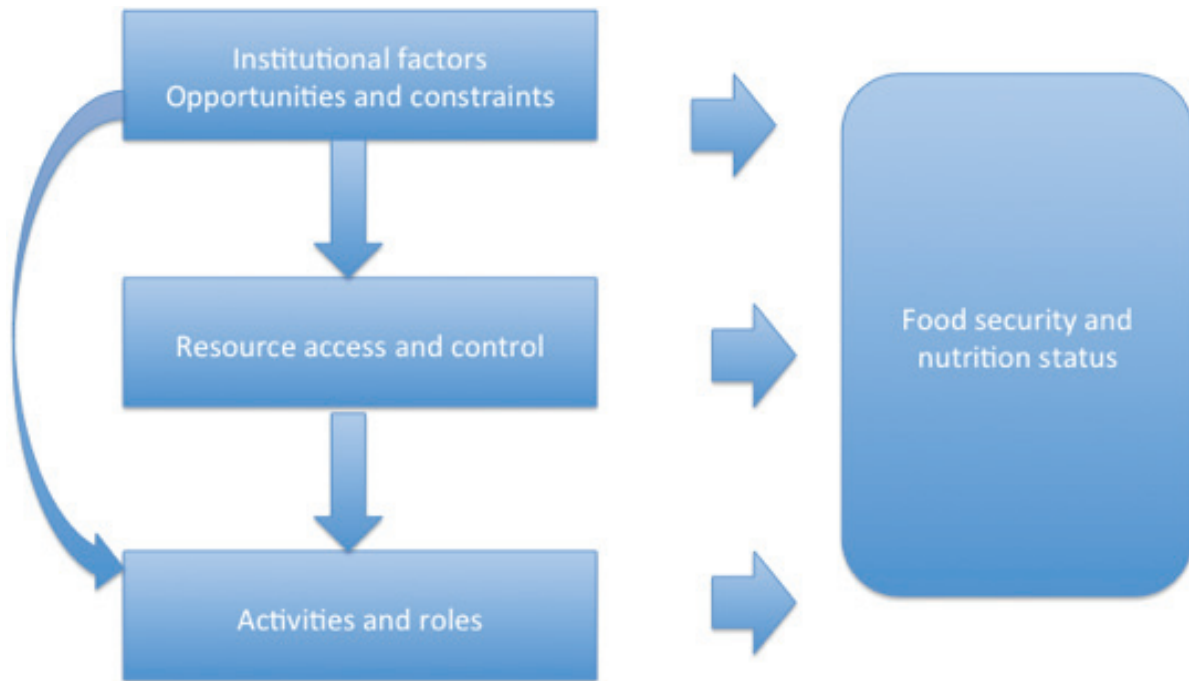 Institutional factors
Opportunities and constraints
Resource access and control
Food security and
nutrition status
Activities and roles